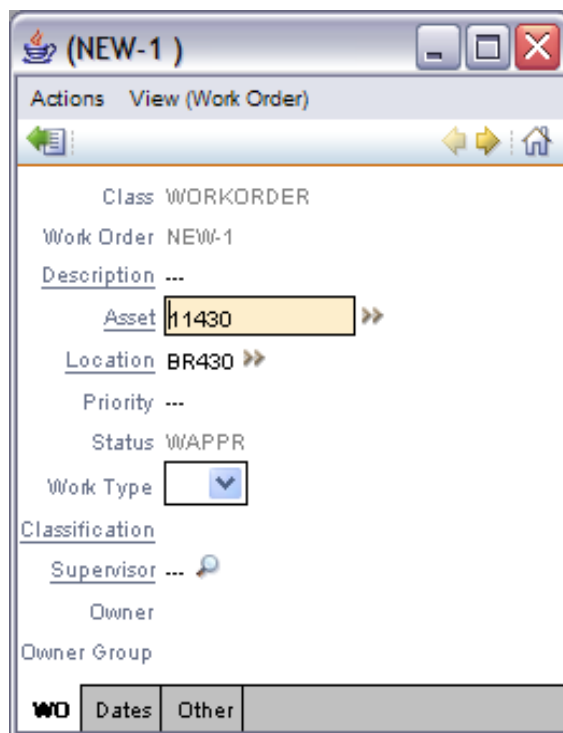 (NEW-1 )
Actions View (Work Order)
Class WORKORDER
Work Order NEW-1
Description ---
Asset 11430
Location BR430
Priority ---
Status WAPPR
Work Type
Classification
Supervisor ---
Owner
Owner Group
WO Dates Other